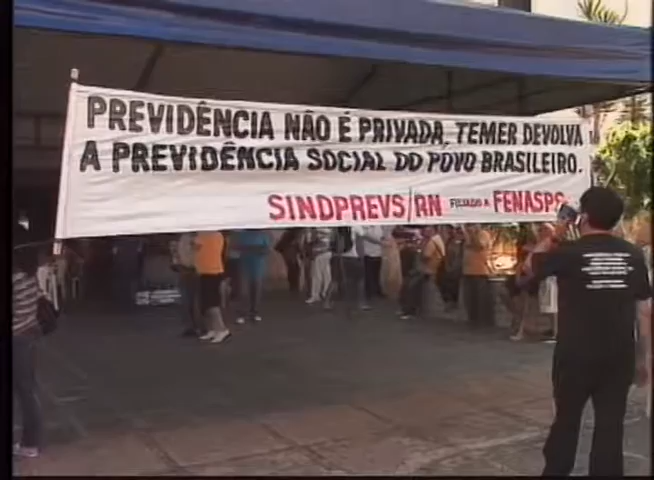 PREVIDÊNCIA NÃO É PRIVADA, TEMER DEVOLVA
A PREVIDÊNCIA SOCIAL DO POVO BRASILEIRO.
SINDPREVS/RN FILIADO A FENASPS